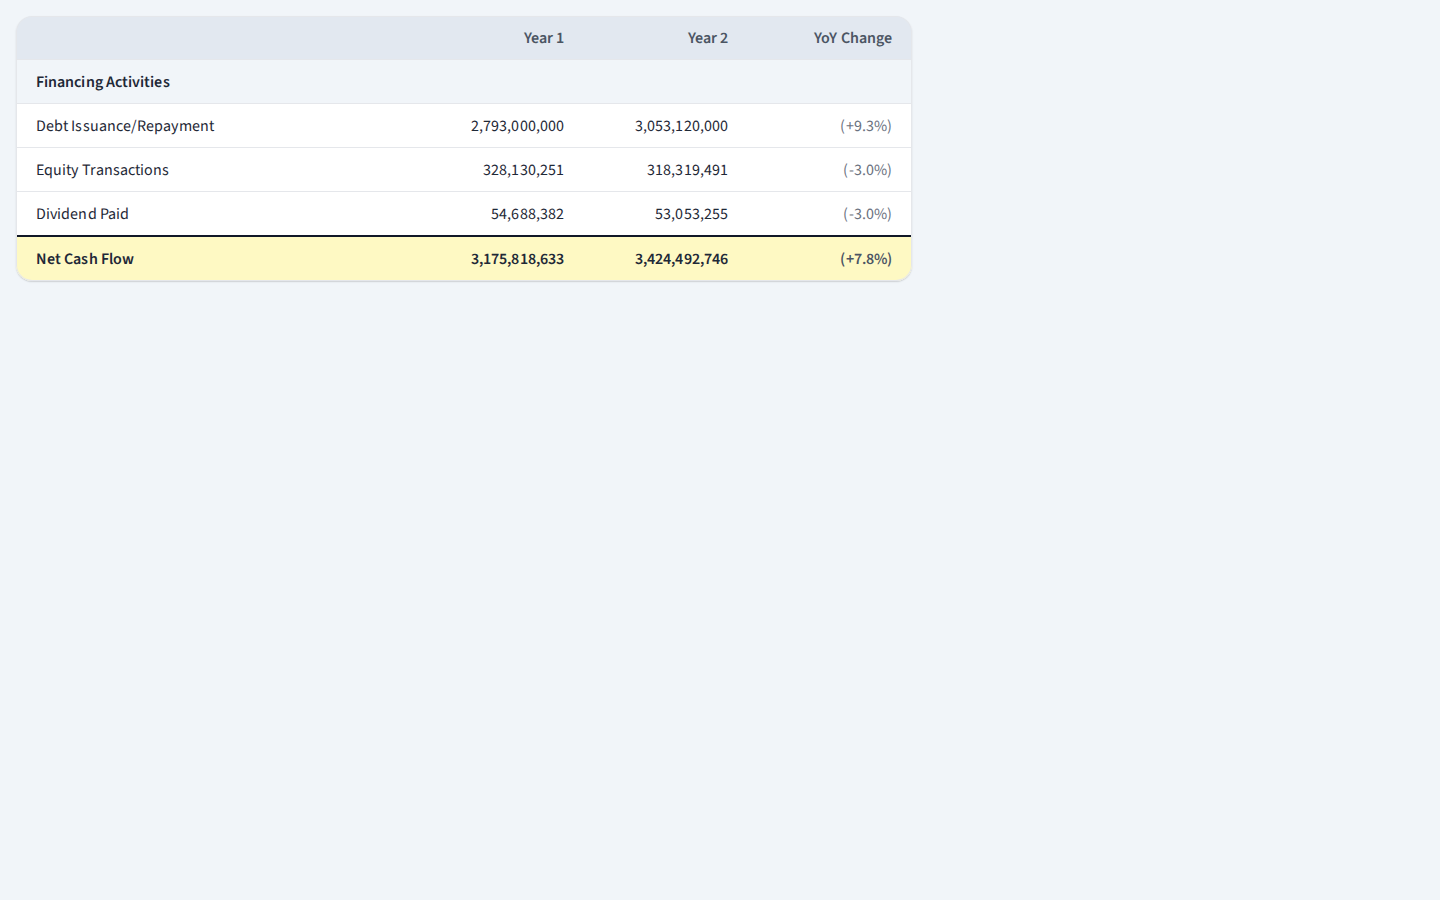 Year 1 Year 2 YoY Change
Financing Activities
Debt Issuance/Repayment 2,793,000,000 3,053,120,000 (+9.3%)
Equity Transactions 328,130,251 318,319,491 (-3.0%)
Dividend Paid 54,688,382 53,053,255 (-3.0%)
Net Cash Flow 3,175,818,633 3,424,492,746 (+7.8%)